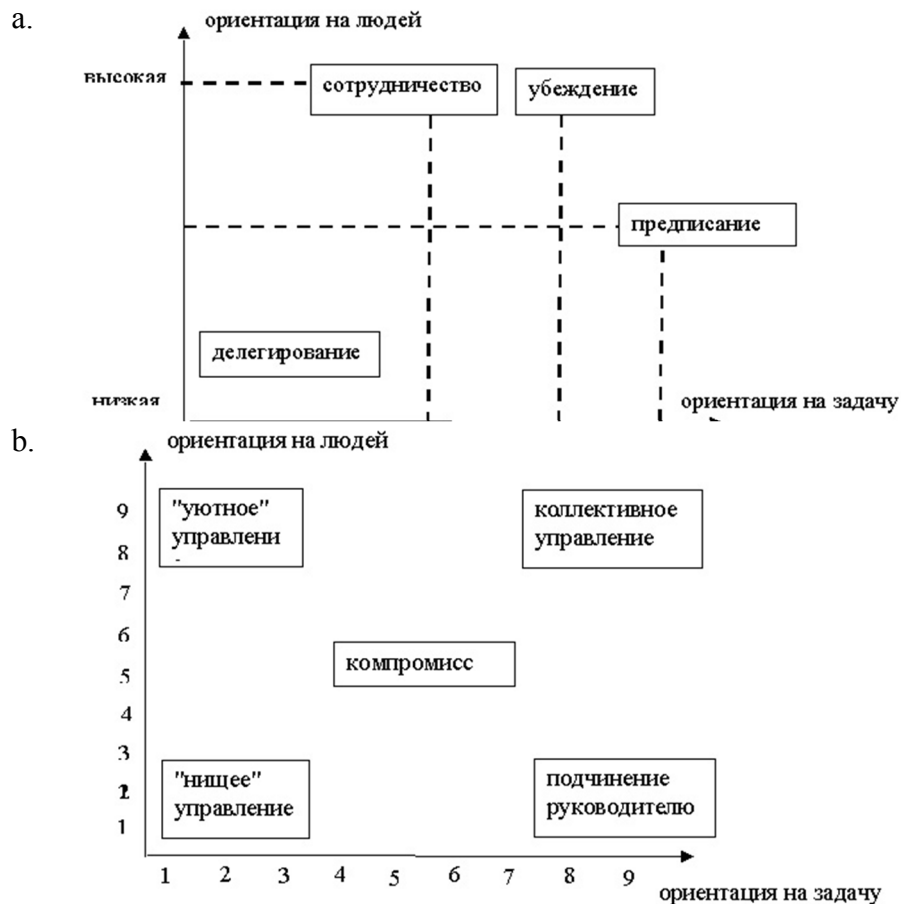 a.
ориентация на людей
высокая
сотрудничество
убеждение
предписание
делегирование
низкая
ориентация на задачу
b.
ориентация на людей
9
8
7
6
5
4
3
2
1
"уютное"
управлени
коллективное
управление
компромисс
"нищее"
управление
подчинение
руководителю
1 2 3 4 5 6 7 8 9
ориентация на задачу